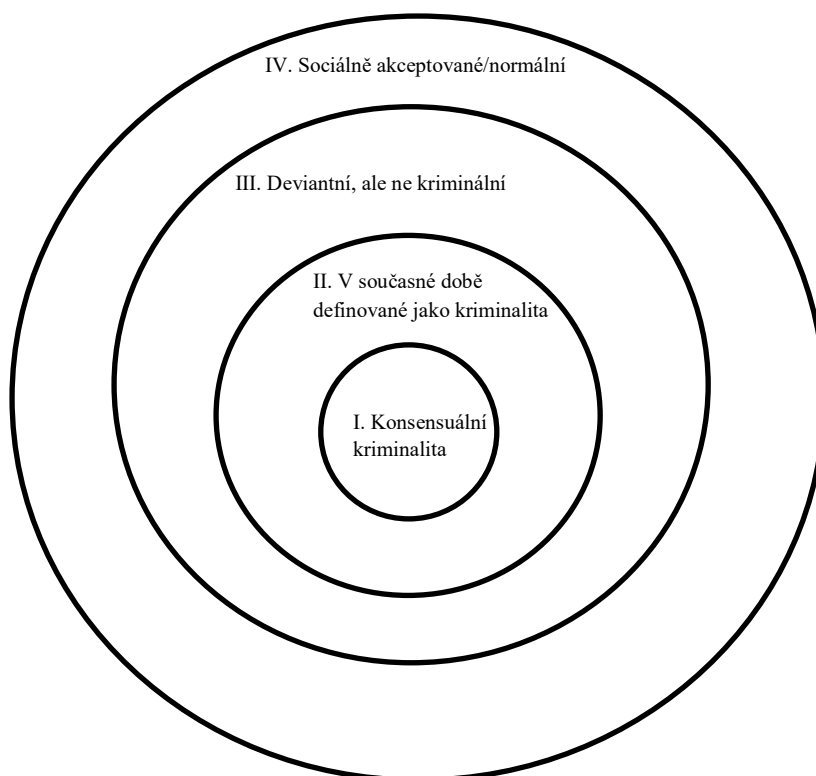 IV. Sociálně akceptované/normální
III. Deviantní, ale ne kriminální
II. V současné době
definované jako kriminalita
I. Konsensuální
kriminalita